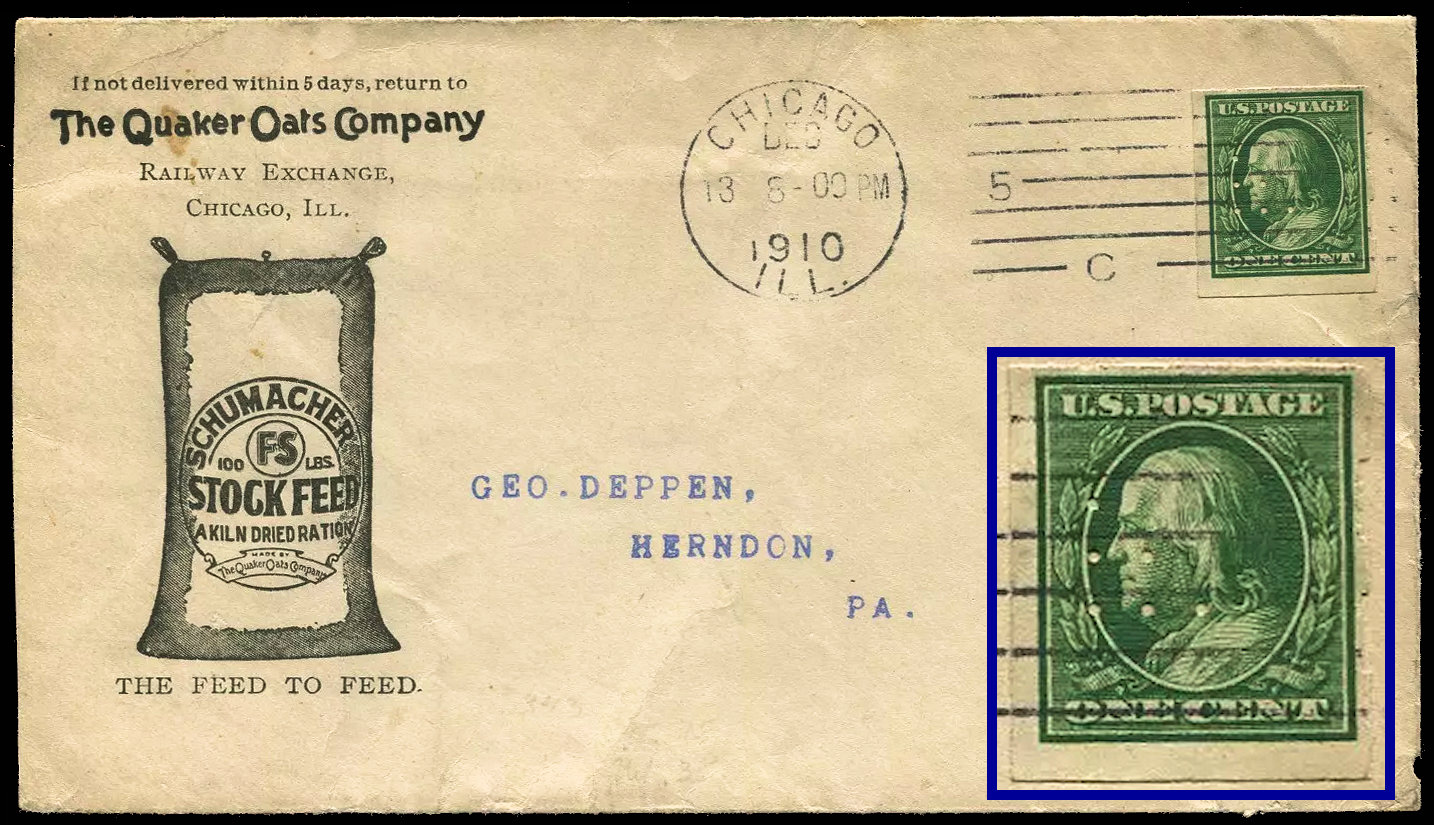 If not delivered within 5 days, return to
The Quaker Oats Company
RAILWAY EXCHANGE,
CHICAGO, ILL.
SCHUMACHER
FS
100 LBS.
STOCK FEED
A KILN DRIED RATION
MADE BY
The Quaker Oats Company
THE FEED TO FEED.
CHICAGO
DEC
13 8-00 PM
1910
ILL.
5
C
U.S.POSTAGE
ONE CENT
GEO.DEPPEN,
HERNDON,
PA.
U.S.POSTAGE
ONE CENT